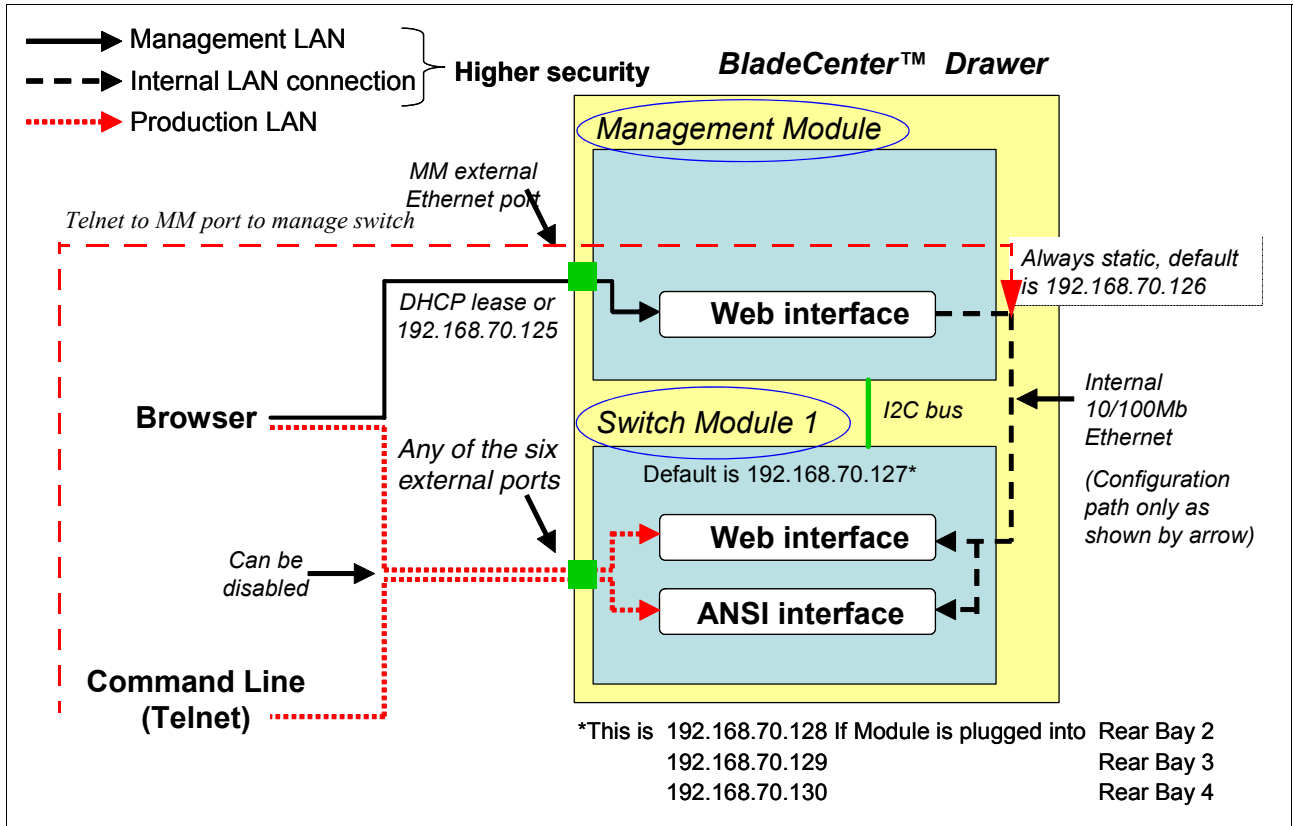 Management LAN
Internal LAN connection
Higher security
Production LAN
BladeCenter™ Drawer
Management Module
MM external
Ethernet port
Telnet to MM port to manage switch
Always static, default
is 192.168.70.126
DHCP lease or
192.168.70.125
Web interface
Browser
I2C bus
Internal
10/100Mb
Ethernet
(Configuration
path only as
shown by arrow)
Switch Module 1
Any of the six
external ports
Default is 192.168.70.127*
Web interface
Can be
disabled
ANSI interface
Command Line
(Telnet)
*This is 192.168.70.128 If Module is plugged into Rear Bay 2
192.168.70.129 Rear Bay 3
192.168.70.130 Rear Bay 4